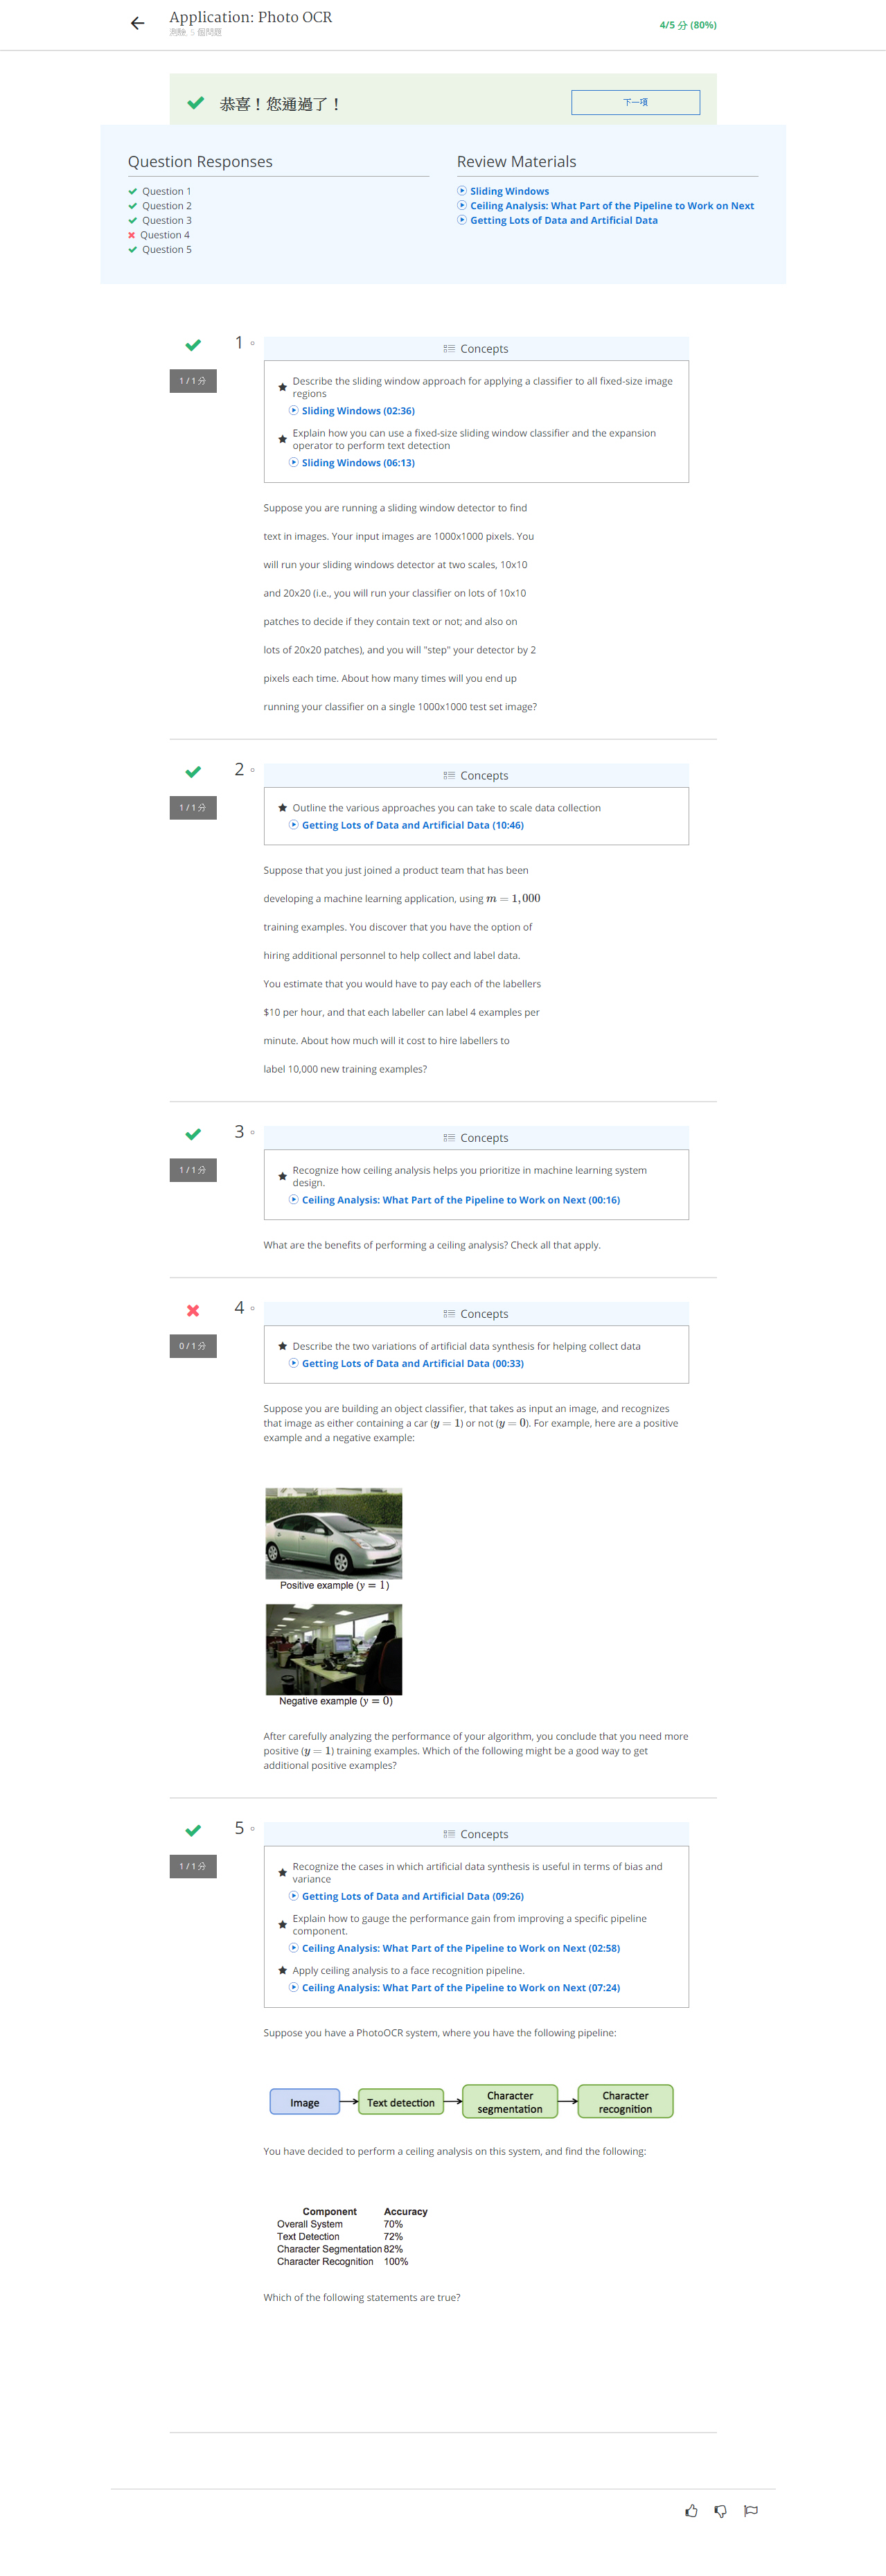 Application: Photo OCR
測驗, 5 個問題
4/5 分 (80%)
恭喜！您通過了！
下一項
Question Responses
Question 1
Question 2
Question 3
Question 4
Question 5
Review Materials
Sliding Windows
Ceiling Analysis: What Part of the Pipeline to Work on Next
Getting Lots of Data and Artificial Data
1
1 / 1 分
Concepts
Describe the sliding window approach for applying a classifier to all fixed-size image
regions
Sliding Windows (02:36)
Explain how you can use a fixed-size sliding window classifier and the expansion
operator to perform text detection
Sliding Windows (06:13)
Suppose you are running a sliding window detector to find
text in images. Your input images are 1000x1000 pixels. You
will run your sliding windows detector at two scales, 10x10
and 20x20 (i.e., you will run your classifier on lots of 10x10
patches to decide if they contain text or not; and also on
lots of 20x20 patches), and you will "step" your detector by 2
pixels each time. About how many times will you end up
running your classifier on a single 1000x1000 test set image?
2
1 / 1 分
Concepts
Outline the various approaches you can take to scale data collection
Getting Lots of Data and Artificial Data (10:46)
Suppose that you just joined a product team that has been
developing a machine learning application, using m = 1,000
training examples. You discover that you have the option of
hiring additional personnel to help collect and label data.
You estimate that you would have to pay each of the labellers
$10 per hour, and that each labeller can label 4 examples per
minute. About how much will it cost to hire labellers to
label 10,000 new training examples?
3
1 / 1 分
Concepts
Recognize how ceiling analysis helps you prioritize in machine learning system
design.
Ceiling Analysis: What Part of the Pipeline to Work on Next (00:16)
What are the benefits of performing a ceiling analysis? Check all that apply.
4
0 / 1 分
Concepts
Describe the two variations of artificial data synthesis for helping collect data
Getting Lots of Data and Artificial Data (00:33)
Suppose you are building an object classifier, that takes as input an image, and recognizes
that image as either containing a car (y = 1) or not (y = 0). For example, here are a positive
example and a negative example:
Positive example (y = 1)
Negative example (y = 0)
After carefully analyzing the performance of your algorithm, you conclude that you need more
positive (y = 1) training examples. Which of the following might be a good way to get
additional positive examples?
5
1 / 1 分
Concepts
Recognize the cases in which artificial data synthesis is useful in terms of bias and
variance
Getting Lots of Data and Artificial Data (09:26)
Explain how to gauge the performance gain from improving a specific pipeline
component.
Ceiling Analysis: What Part of the Pipeline to Work on Next (02:58)
Apply ceiling analysis to a face recognition pipeline.
Ceiling Analysis: What Part of the Pipeline to Work on Next (07:24)
Suppose you have a PhotoOCR system, where you have the following pipeline:
Image
Text detection
Character
segmentation
Character
recognition
You have decided to perform a ceiling analysis on this system, and find the following:
Component Accuracy
Overall System 70%
Text Detection 72%
Character Segmentation 82%
Character Recognition 100%
Which of the following statements are true?